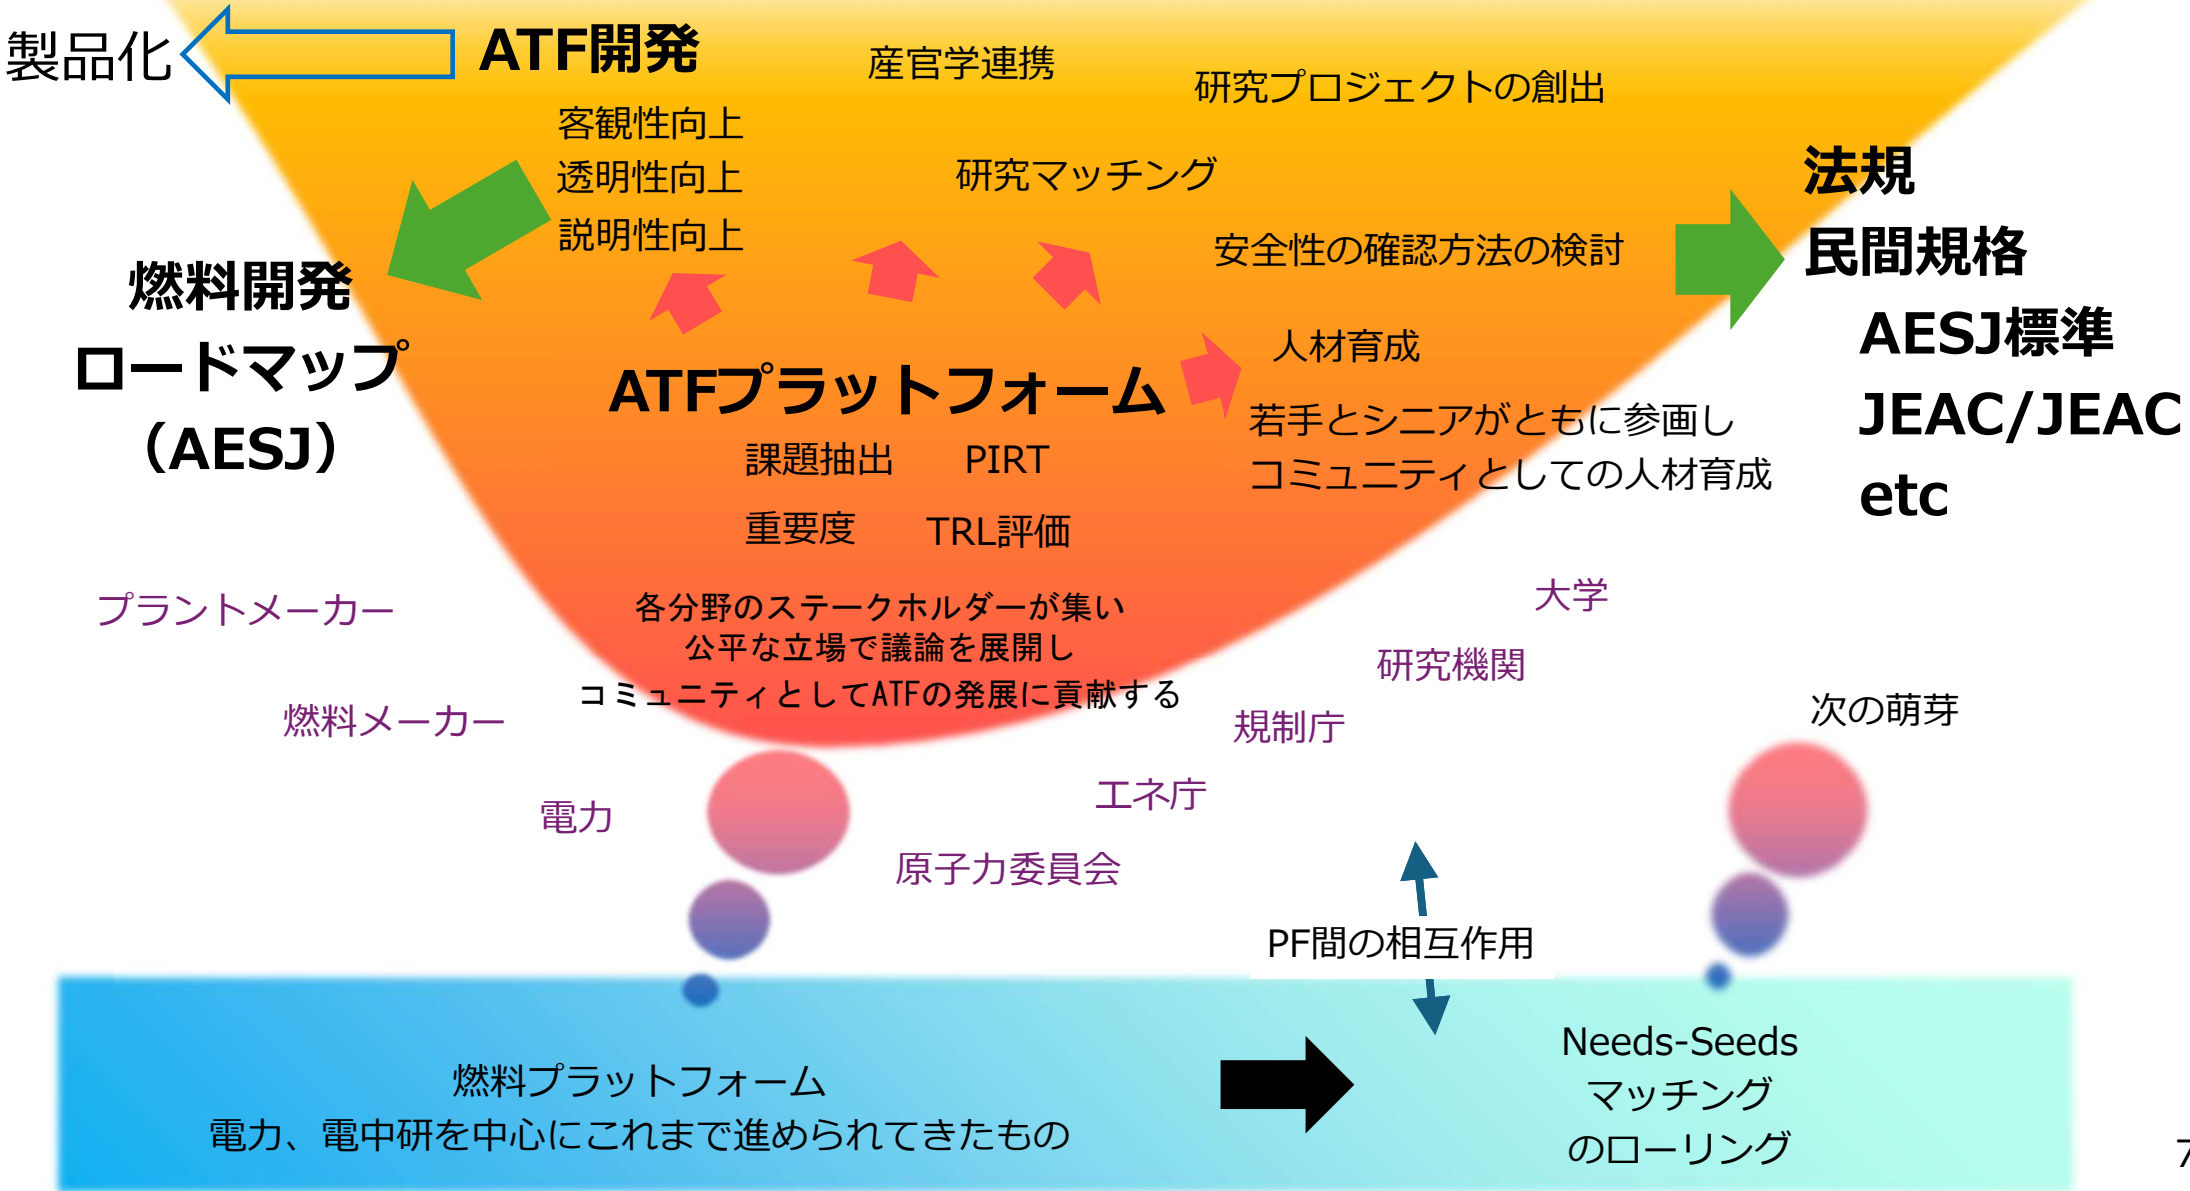 製品化
ATF開発
産官学連携
研究プロジェクトの創出
客観性向上
透明性向上
説明性向上
研究マッチング
安全性の確認方法の検討
法規
民間規格
AESJ標準
JEAC/JEAC
etc
燃料開発
ロードマップ
（AESJ）
人材育成
若手とシニアがともに参画し
コミュニティとしての人材育成
ATFプラットフォーム
課題抽出
PIRT
重要度
TRL評価
各分野のステークホルダーが集い
公平な立場で議論を展開し
コミュニティとしてATFの発展に貢献する
プラントメーカー
燃料メーカー
電力
原子力委員会
エネ庁
規制庁
研究機関
大学
次の萌芽
PF間の相互作用
燃料プラットフォーム
電力、電中研を中心にこれまで進められてきたもの
Needs-Seeds
マッチング
のローリング
7